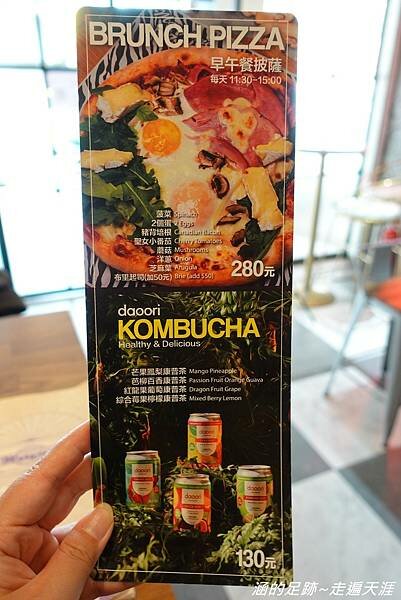 BRUNCH PIZZA
早午餐披薩
每天 11:30~15:00
菠菜 Spinach
2個蛋 2 Eggs
豬背培根 Canadian Bacon
聖女小番茄 Cherry Tomatoes
蘑菇 Mushrooms
洋蔥 Onion
芝麻葉 Arugula
布里起司(加50元) Brie (add $50)
280元
daoori
KOMBUCHA
Healthy & Delicious
芒果鳳梨康普茶 Mango Pineapple
芭柳百香康普茶 Passion Fruit Orange Guava
紅龍果葡萄康普茶 Dragon Fruit Grape
綜合莓果檸檬康普茶 Mixed Berry Lemon
daoori
daoori
daoori
daoori
130元
涵的足跡~走遍天涯